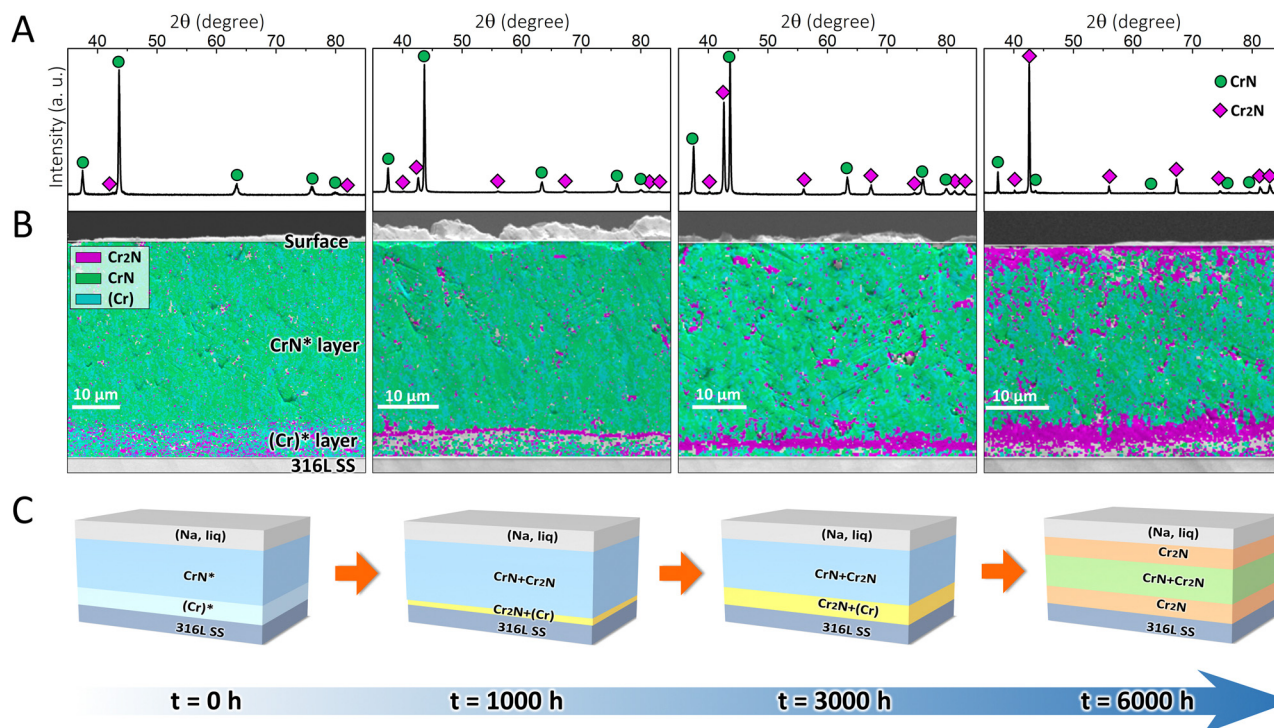 A
2θ (degree)
2θ (degree)
2θ (degree)
2θ (degree)
40 50 60 70 80
40 50 60 70 80
40 50 60 70 80
40 50 60 70 80
Intensity (a. u.)
CrN
Cr2N
B
Surface
Cr2N
CrN
(Cr)
CrN* layer
10 μm
10 μm
10 μm
10 μm
(Cr)* layer
316L SS
C
(Na, liq)
CrN*
(Cr)*
316L SS
(Na, liq)
CrN+Cr2N
Cr2N+(Cr)
316L SS
(Na, liq)
CrN+Cr2N
Cr2N+(Cr)
316L SS
(Na, liq)
Cr2N
CrN+Cr2N
Cr2N
316L SS
t = 0 h
t = 1000 h
t = 3000 h
t = 6000 h